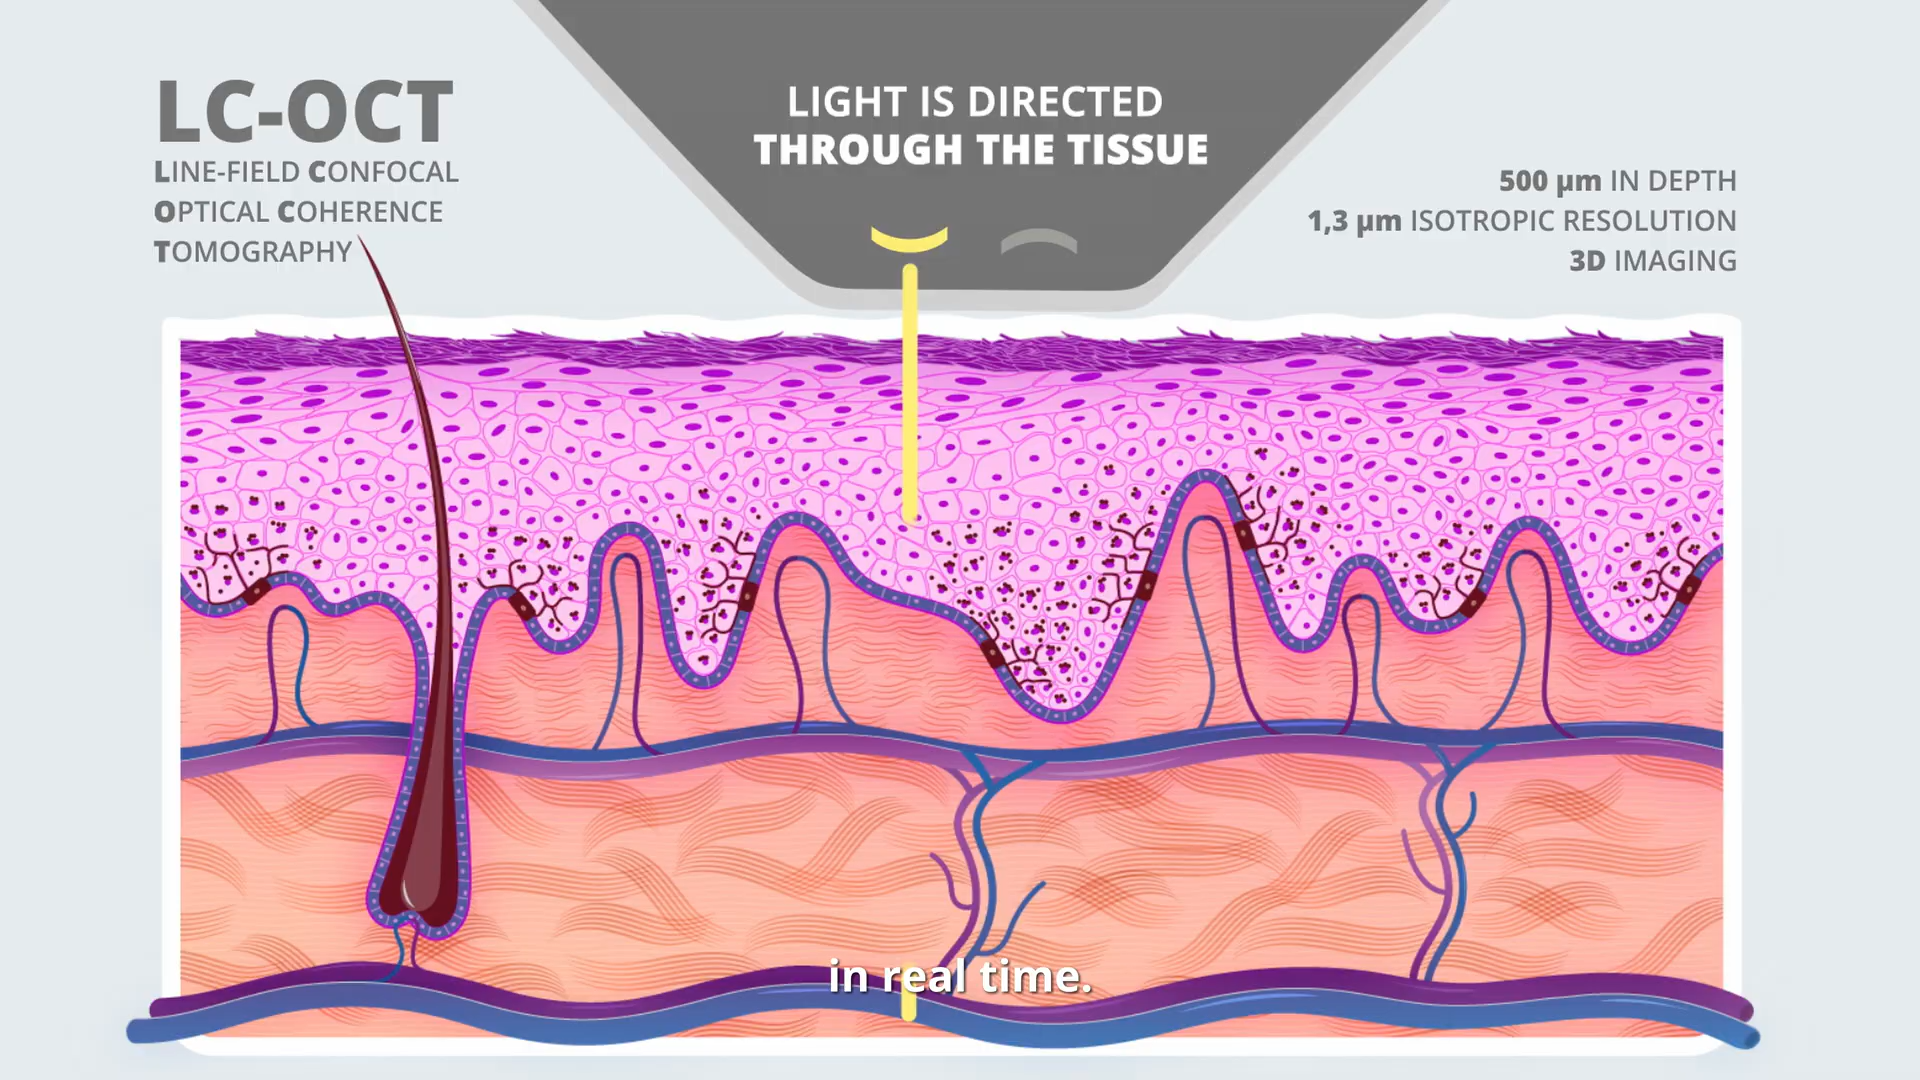 LC-OCT
LINE-FIELD CONFOCAL
OPTICAL COHERENCE
TOMOGRAPHY
LIGHT IS DIRECTED
THROUGH THE TISSUE
500 µm IN DEPTH
1,3 µm ISOTROPIC RESOLUTION
3D IMAGING
in real time.